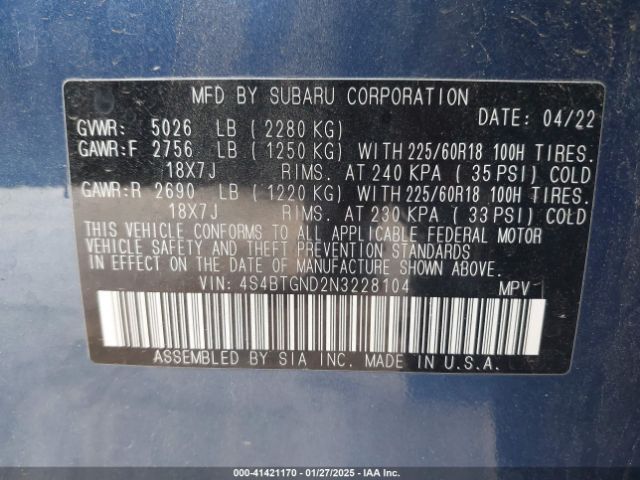 MFD BY SUBARU CORPORATION
DATE: 04/22
GVWR: 5026 LB ( 2280 KG)
GAWR:F 2756 LB ( 1250 KG) WITH 225/60R18 100H TIRES.
18X7J RIMS. AT 240 KPA ( 35 PSI) COLD
GAWR:R 2690 LB ( 1220 KG) WITH 225/60R18 100H TIRES.
18X7J RIMS. AT 230 KPA ( 33 PSI) COLD
THIS VEHICLE CONFORMS TO ALL APPLICABLE FEDERAL MOTOR
VEHICLE SAFETY AND THEFT PREVENTION STANDARDS
IN EFFECT ON THE DATE OF MANUFACTURE SHOWN ABOVE.
VIN: 4S4BTGND2N3228104 MPV
ASSEMBLED BY SIA INC. MADE IN U.S.A.
000-41421170 — 01/27/2025 — IAAI.COM